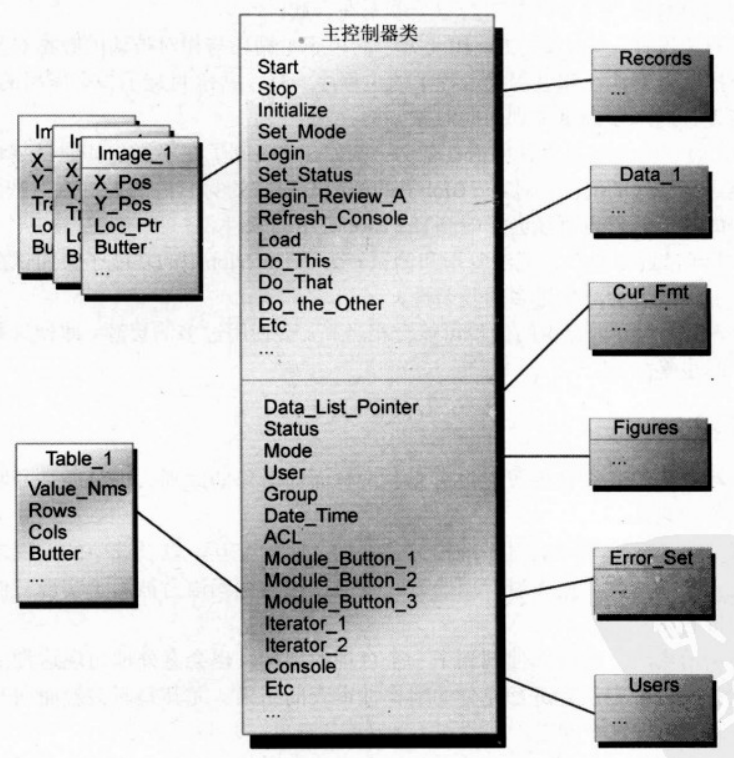 主控制器类
Start
Stop
Initialize
Set_Mode
Login
Set_Status
Begin_Review_A
Refresh_Console
Load
Do_This
Do_That
Do_the_Other
Etc
...
Data_List_Pointer
Status
Mode
User
Group
Date_Time
ACL
Module_Button_1
Module_Button_2
Module_Button_3
Iterator_1
Iterator_2
Console
Etc
...
Image_1
X_Pos
Y_Pos
Loc_Ptr
Butter
...
Table_1
Value_Nms
Rows
Cols
Butter
...
Records
...
Data_1
...
Cur_Fmt
...
Figures
...
Error_Set
...
Users
...